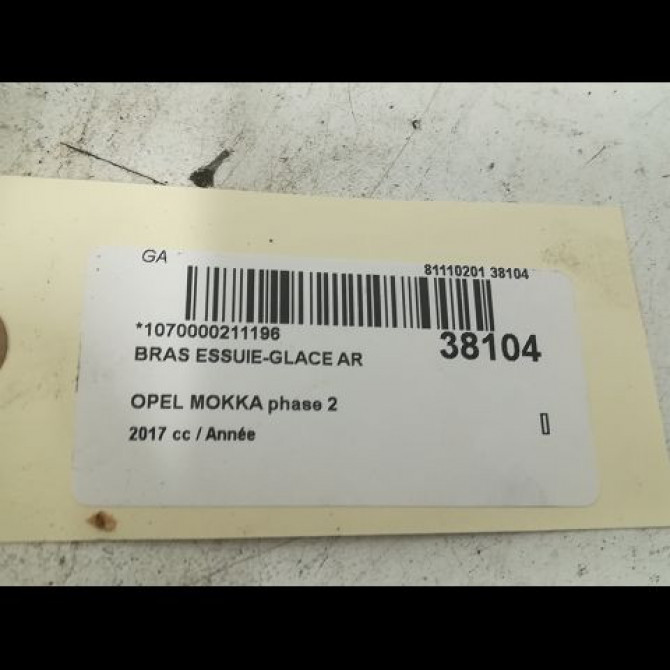 GA
81110201 38104
*1070000211196
38104
BRAS ESSUIE-GLACE AR
OPEL MOKKA phase 2
2017 cc / Année